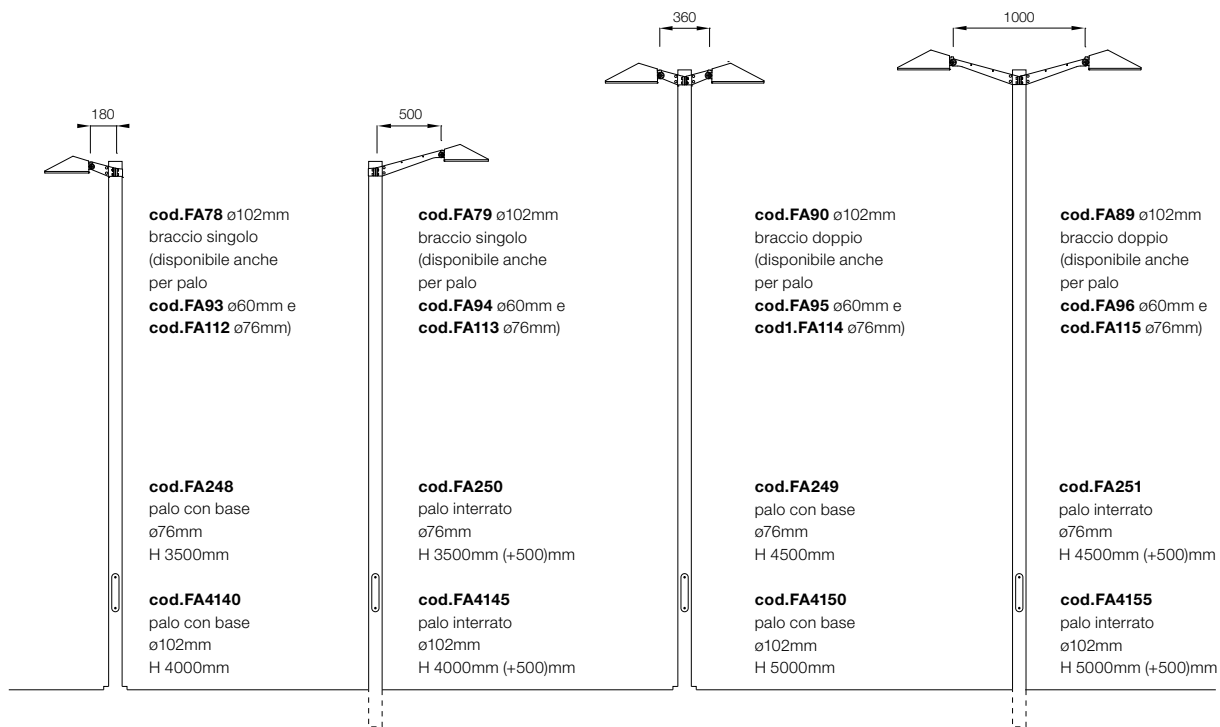 360
1000
180
500
cod.FA78 ø102mm
braccio singolo
(disponibile anche
per palo
cod.FA93 ø60mm e
cod.FA112 ø76mm)
cod.FA79 ø102mm
braccio singolo
(disponibile anche
per palo
cod.FA94 ø60mm e
cod.FA113 ø76mm)
cod.FA90 ø102mm
braccio doppio
(disponibile anche
per palo
cod.FA95 ø60mm e
cod1.FA114 ø76mm)
cod.FA89 ø102mm
braccio doppio
(disponibile anche
per palo
cod.FA96 ø60mm e
cod.FA115 ø76mm)
cod.FA248
palo con base
ø76mm
H 3500mm
cod.FA250
palo interrato
ø76mm
H 3500mm (+500)mm
cod.FA249
palo con base
ø76mm
H 4500mm
cod.FA251
palo interrato
ø76mm
H 4500mm (+500)mm
cod.FA4140
palo con base
ø102mm
H 4000mm
cod.FA4145
palo interrato
ø102mm
H 4000mm (+500)mm
cod.FA4150
palo con base
ø102mm
H 5000mm
cod.FA4155
palo interrato
ø102mm
H 5000mm (+500)mm